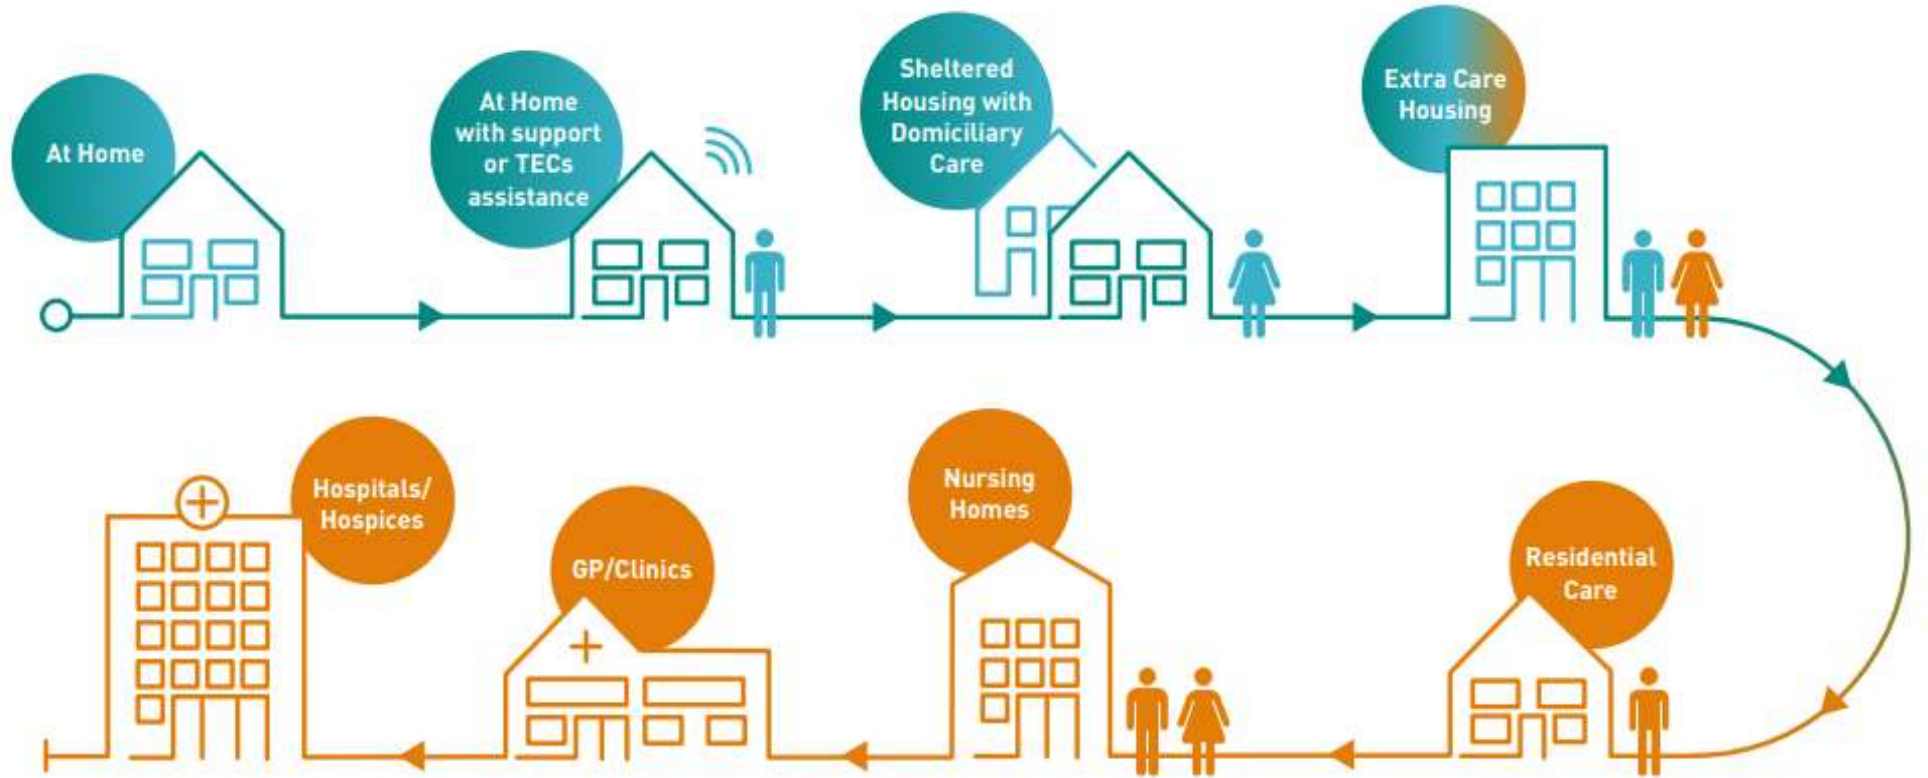 At Home
At Home
with support
or TECs
assistance
Sheltered
Housing with
Domiciliary
Care
Extra Care
Housing
Residential
Care
Nursing
Homes
GP/Clinics
Hospitals/
Hospices